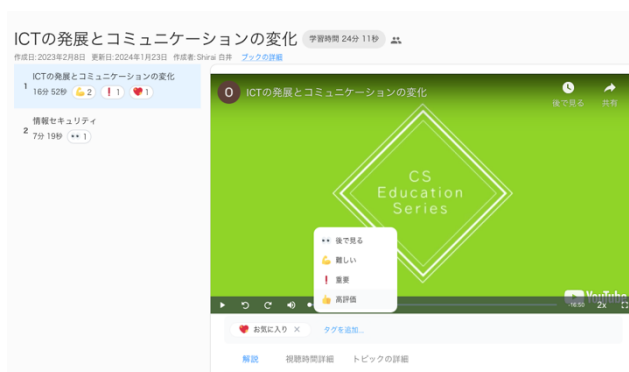 ICTの発展とコミュニケーションの変化 学習時間 24分 11秒
作成日:2023年2月8日 更新日:2024年1月23日 作成者:Shirai 白井 ブックの詳細
1 ICTの発展とコミュニケーションの変化
16分 52秒 💪 2 ❗ 1 ❤️ 1
2 情報セキュリティ
7分 19秒 👀 1
O ICTの発展とコミュニケーションの変化
後で見る 共有
CS
Education
Series
👀 後で見る
💪 難しい
❗ 重要
👍 高評価
YouTube
-16:50 2x
❤️ お気に入り × タグを追加...
解説 視聴時間詳細 トピックの詳細